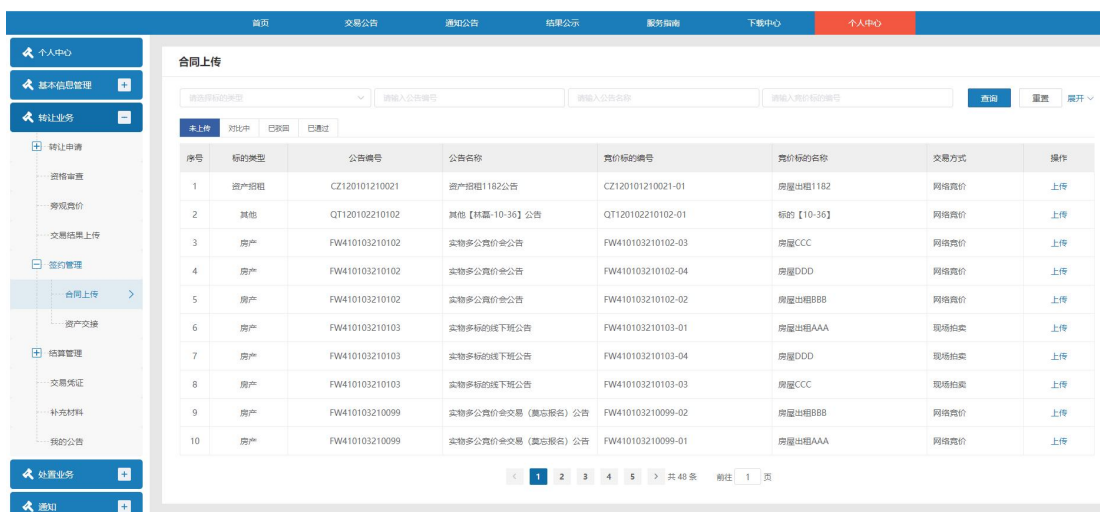 首页 交易公告 通知公告 结果公示 服务指南 下载中心 个人中心
个人中心
基本信息管理
转让业务
转让申请
资格审查
旁观竞价
交易结果上传
签约管理
合同上传
资产交接
结算管理
交易凭证
补充材料
我的公告
处置业务
通知
合同上传
请选择标的类型 请输入公告编号 请输入公告名称 请输入竞价标的编号 查询 重置 展开
未上传 对比中 已驳回 已通过
序号 标的类型 公告编号 公告名称 竞价标的编号 竞价标的名称 交易方式 操作
1 资产招租 CZ120101210021 资产招租1182公告 CZ120101210021-01 房屋出租1182 网络竞价 上传
2 其他 QT120102210102 其他【林磊-10-36】公告 QT120102210102-01 标的【10-36】 网络竞价 上传
3 房产 FW410103210102 实物多公竞价会公告 FW410103210102-03 房屋CCC 网络竞价 上传
4 房产 FW410103210102 实物多公竞价会公告 FW410103210102-04 房屋DDD 网络竞价 上传
5 房产 FW410103210102 实物多公竞价会公告 FW410103210102-02 房屋出租BBB 网络竞价 上传
6 房产 FW410103210103 实物多标的线下班公告 FW410103210103-01 房屋出租AAA 现场拍卖 上传
7 房产 FW410103210103 实物多标的线下班公告 FW410103210103-04 房屋DDD 现场拍卖 上传
8 房产 FW410103210103 实物多标的线下班公告 FW410103210103-03 房屋CCC 现场拍卖 上传
9 房产 FW410103210099 实物多公竞价会交易（莫忘报名）公告 FW410103210099-02 房屋出租BBB 网络竞价 上传
10 房产 FW410103210099 实物多公竞价会交易（莫忘报名）公告 FW410103210099-01 房屋出租AAA 网络竞价 上传
1 2 3 4 5 共 48 条 前往 1 页